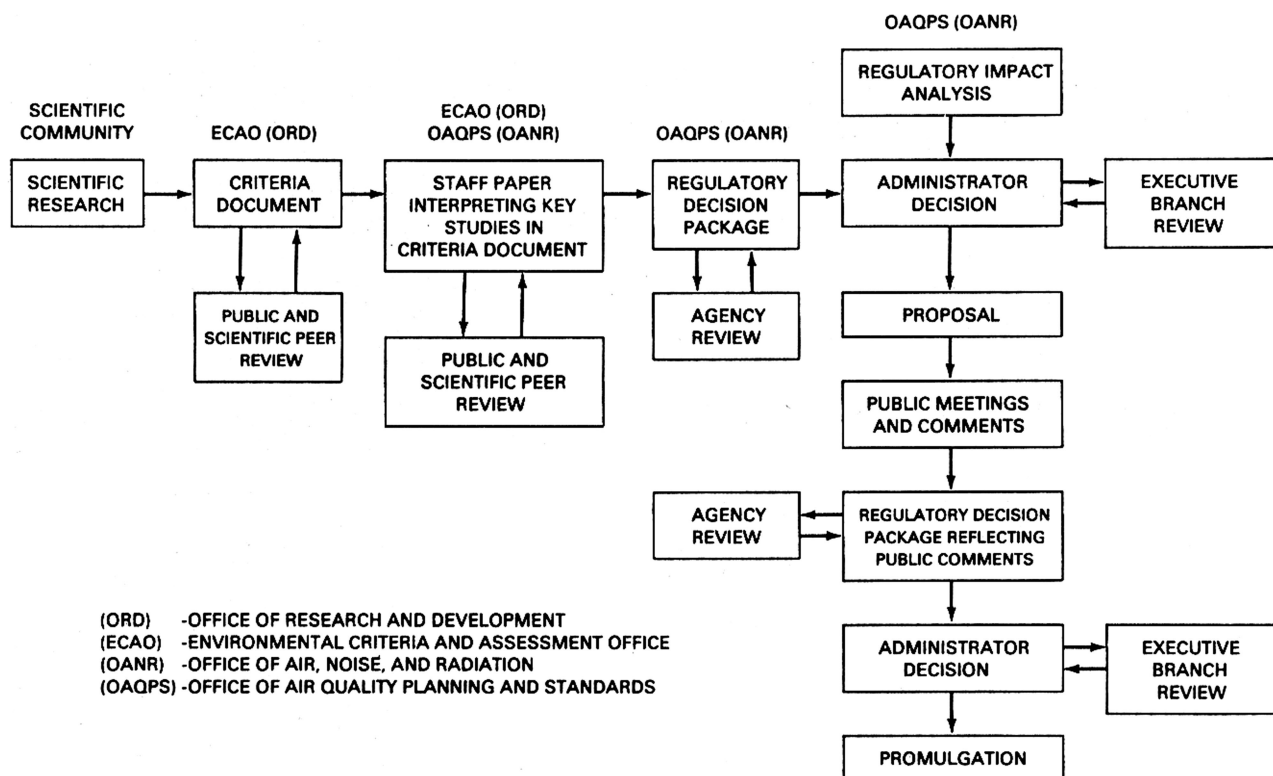 OAQPS (OANR)
REGULATORY IMPACT
ANALYSIS
SCIENTIFIC
COMMUNITY
ECAO (ORD)
ECAO (ORD)
OAQPS (OANR)
OAQPS (OANR)
SCIENTIFIC
RESEARCH
CRITERIA
DOCUMENT
STAFF PAPER
INTERPRETING KEY
STUDIES IN
CRITERIA DOCUMENT
REGULATORY
DECISION
PACKAGE
ADMINISTRATOR
DECISION
EXECUTIVE
BRANCH
REVIEW
PUBLIC AND
SCIENTIFIC PEER
REVIEW
PUBLIC AND
SCIENTIFIC PEER
REVIEW
AGENCY
REVIEW
PROPOSAL
PUBLIC MEETINGS
AND COMMENTS
AGENCY
REVIEW
REGULATORY DECISION
PACKAGE REFLECTING
PUBLIC COMMENTS
ADMINISTRATOR
DECISION
EXECUTIVE
BRANCH
REVIEW
PROMULGATION
(ORD) -OFFICE OF RESEARCH AND DEVELOPMENT
(ECAO) -ENVIRONMENTAL CRITERIA AND ASSESSMENT OFFICE
(OANR) -OFFICE OF AIR, NOISE, AND RADIATION
(OAQPS) -OFFICE OF AIR QUALITY PLANNING AND STANDARDS